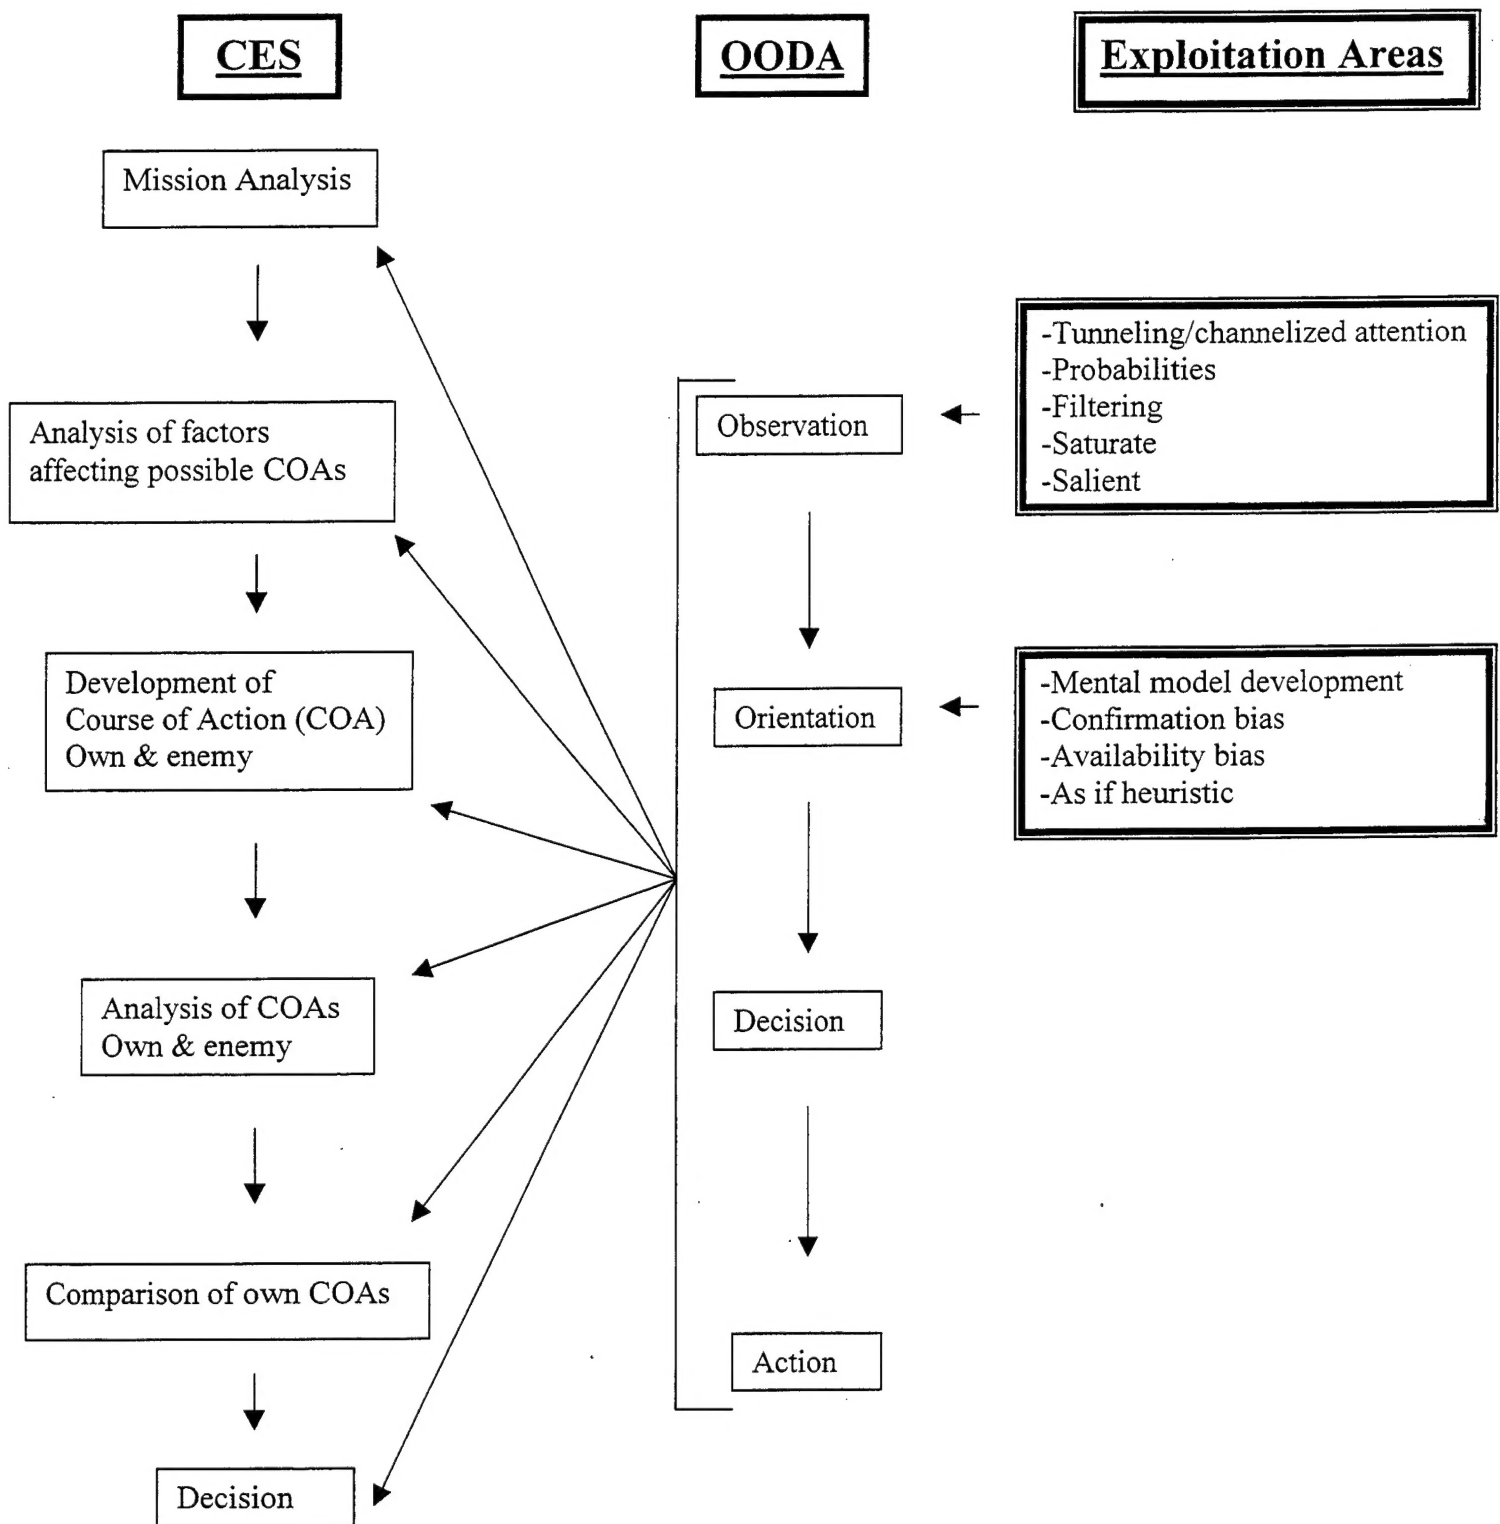 CES
Mission Analysis
Analysis of factors
affecting possible COAs
Development of
Course of Action (COA)
Own & enemy
Analysis of COAs
Own & enemy
Comparison of own COAs
Decision
OODA
Observation
Orientation
Decision
Action
Exploitation Areas
-Tunneling/channelized attention
-Probabilities
-Filtering
-Saturate
-Salient
-Mental model development
-Confirmation bias
-Availability bias
-As if heuristic